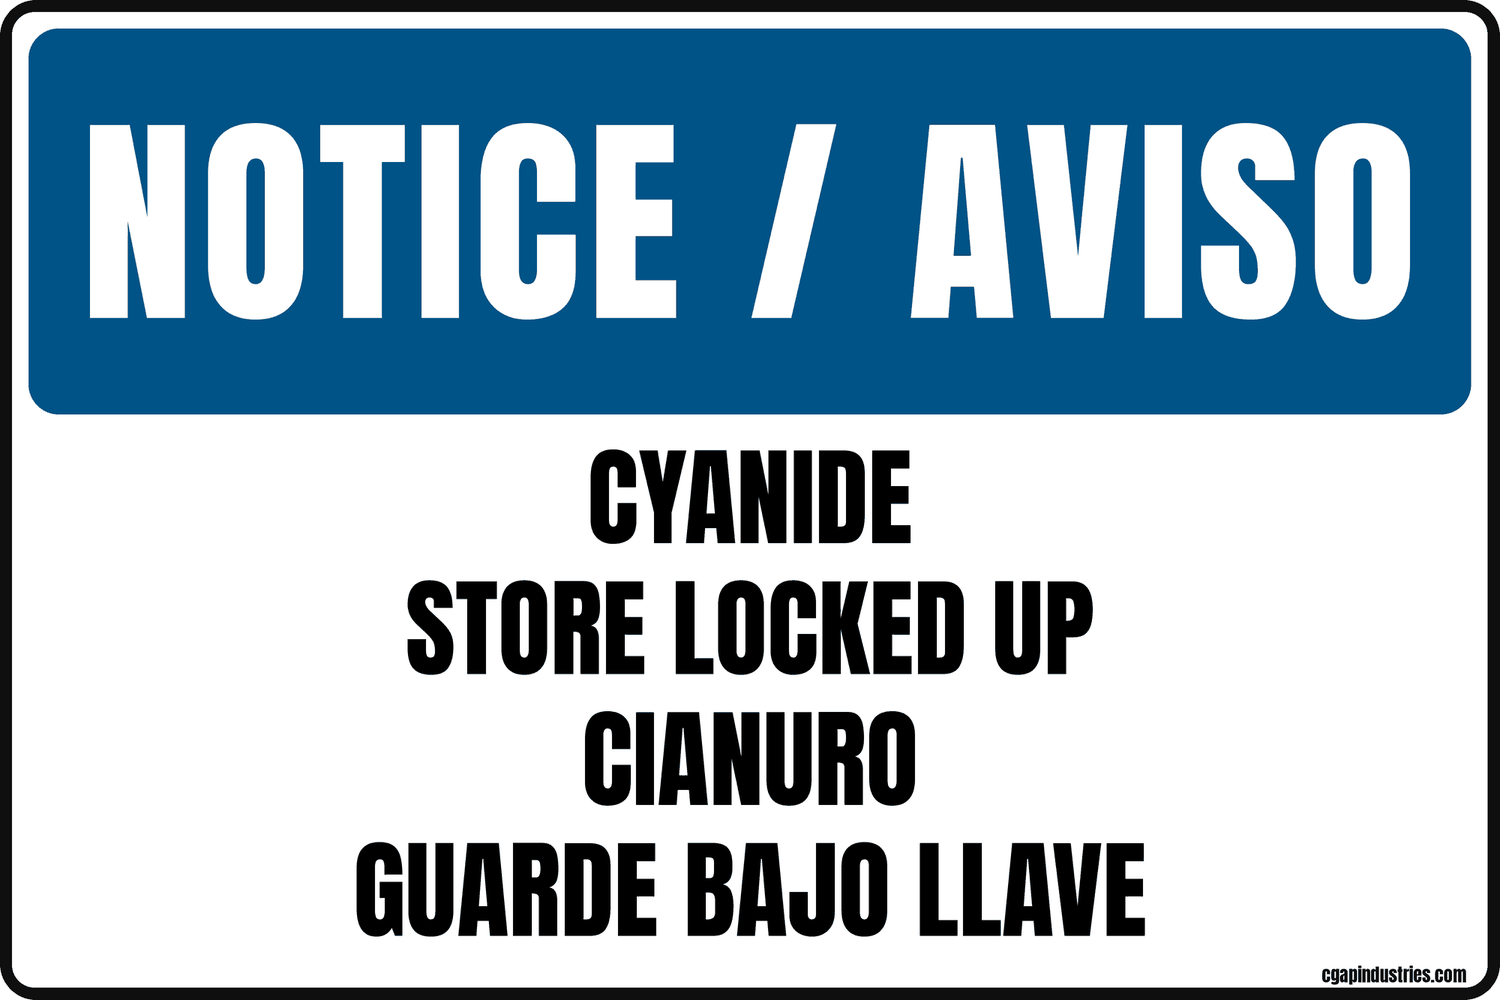 NOTICE / AVISO
CYANIDE
STORE LOCKED UP
CIANURO
GUARDE BAJO LLAVE
cgapindustries.com